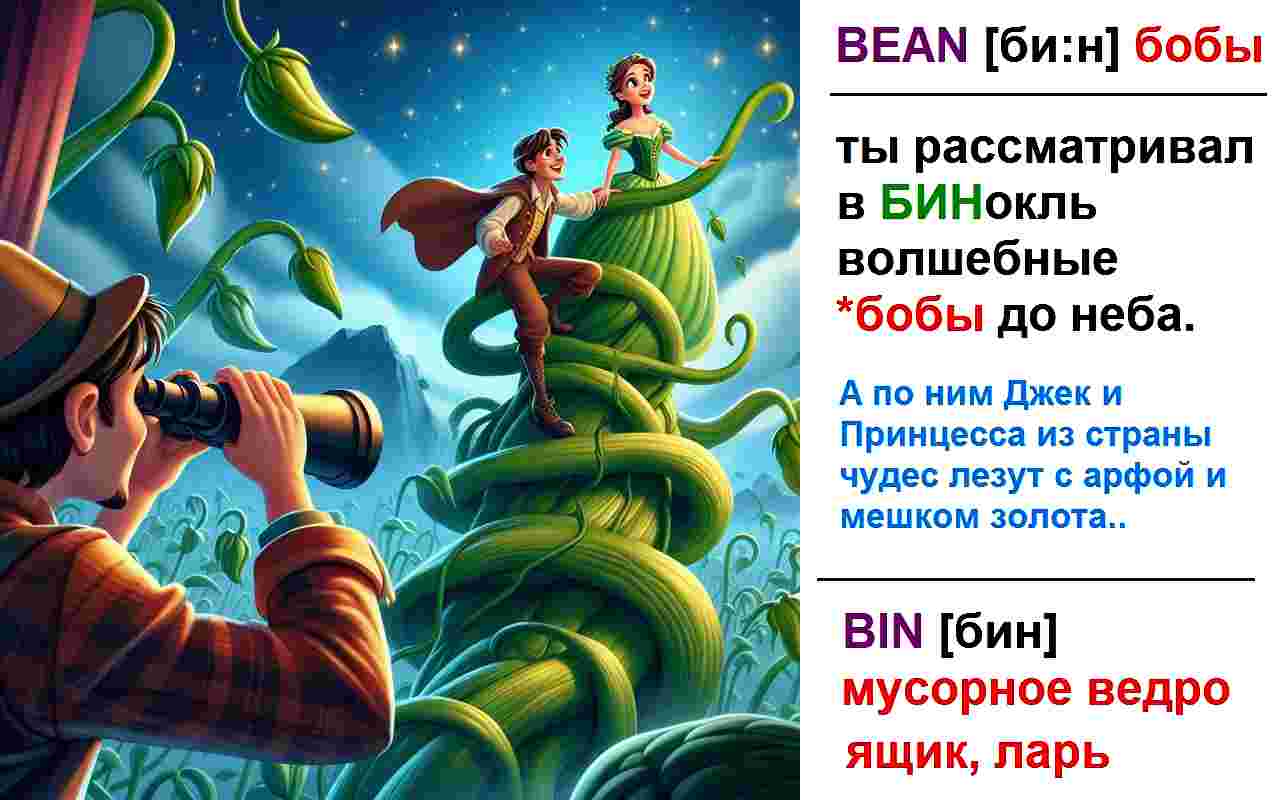 BEAN [би:н] бобы
ты рассматривал
в БИНокль
волшебные
*бобы до неба.
А по ним Джек и
Принцесса из страны
чудес лезут с арфой и
мешком золота..
BIN [бин]
мусорное ведро
ящик, ларь